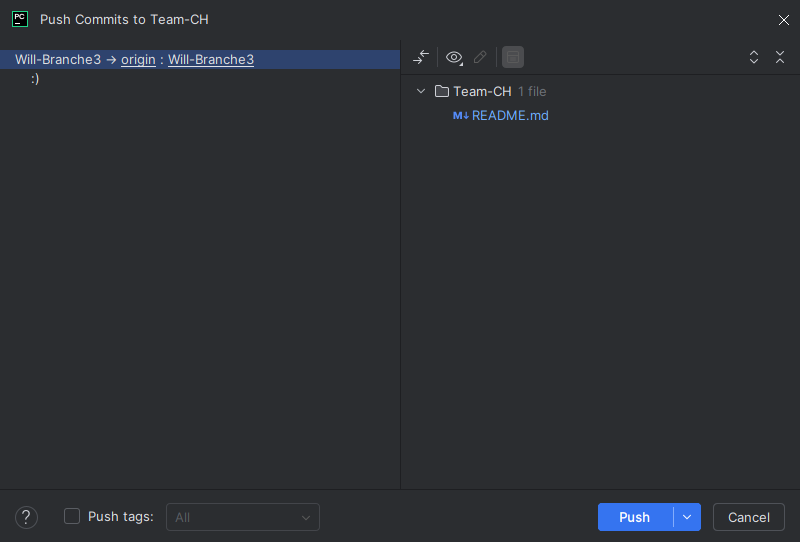 PC
Push Commits to Team-CH
Will-Branche3 → origin : Will-Branche3
:)
Team-CH 1 file
M↓ README.md
? Push tags: All
Push
Cancel